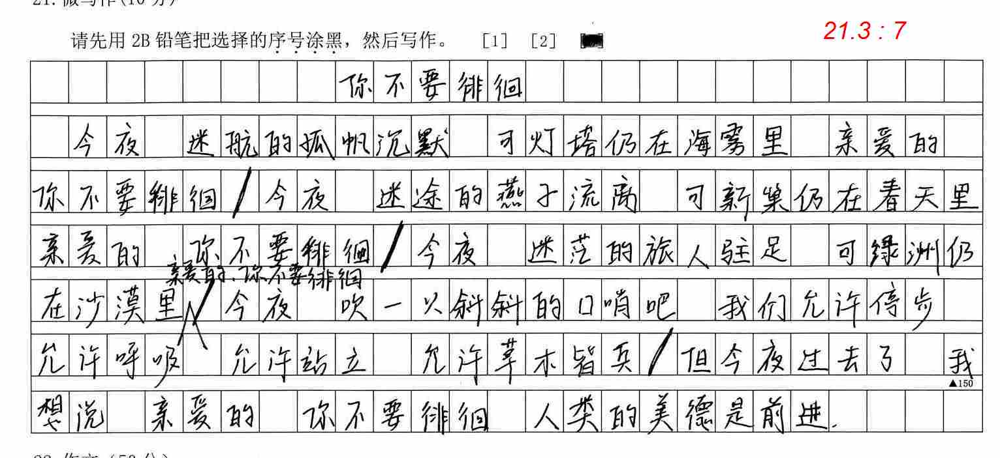 21. 微写作(10 分)
请先用 2B 铅笔把选择的序号涂黑，然后写作。 [1] [2]
21.3 : 7
你不要徘徊
今夜 迷航的孤帆沉默 可灯塔仍在海雾里 亲爱的
你不要徘徊/今夜 迷途的燕子流离 可新巢仍在春天里
亲爱的 你不要徘徊/今夜 迷茫的旅人驻足 可绿洲仍
亲爱的、你不要徘徊
在沙漠里/今夜 吹一只斜斜的口哨吧 我们允许停步
允许呼吸 允许站立 允许草木皆兵/但今夜过去了 我
▲150
想说 亲爱的 你不要徘徊 人类的美德是前进.